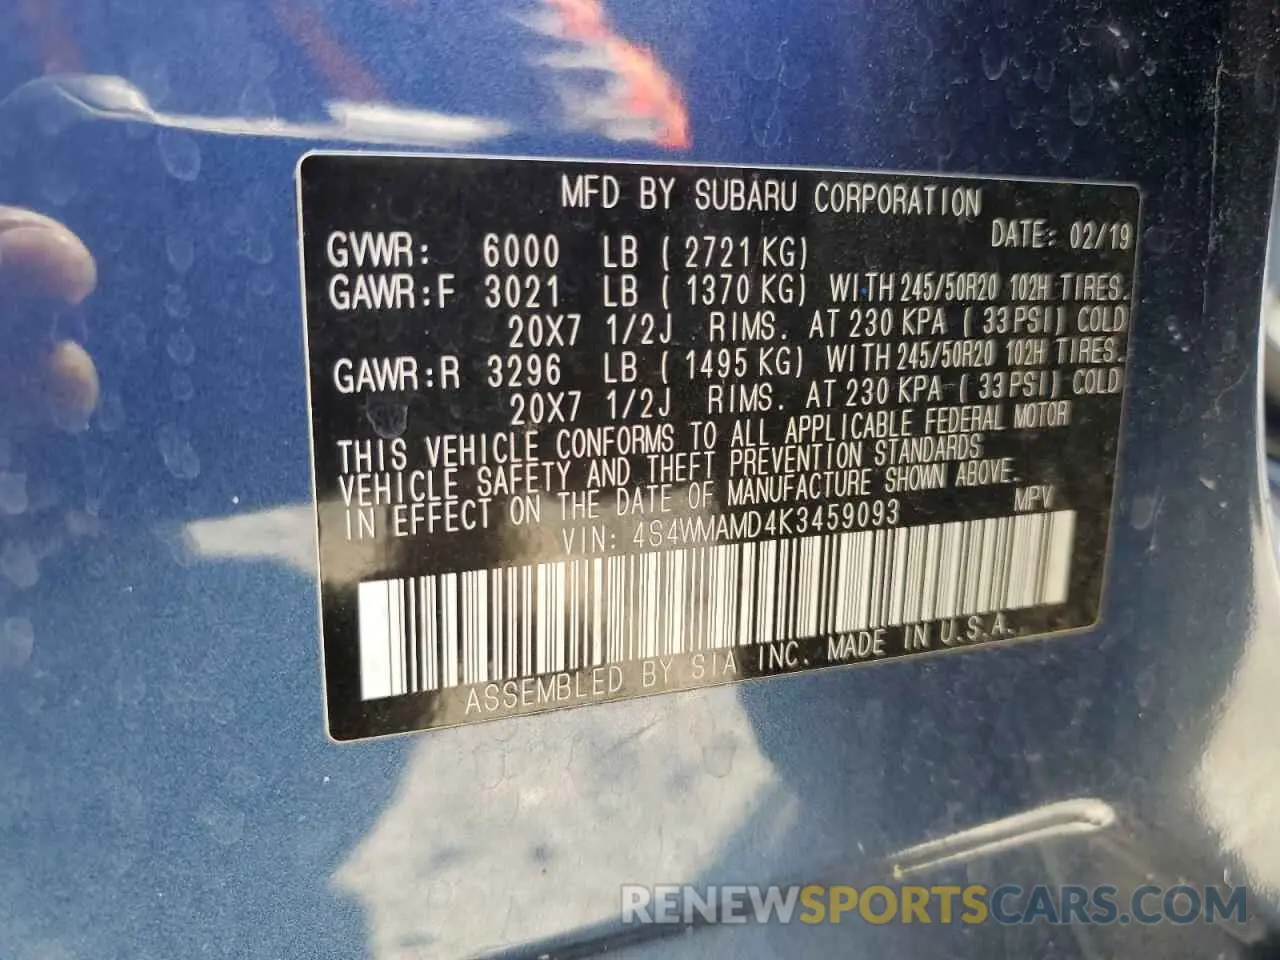 MFD BY SUBARU CORPORATION
DATE: 02/19
GVWR: 6000 LB ( 2721 KG)
GAWR:F 3021 LB ( 1370 KG) WITH 245/50R20 102H TIRES.
20X7 1/2J RIMS. AT 230 KPA ( 33PSI) COLD
GAWR:R 3296 LB ( 1495 KG) WITH 245/50R20 102H TIRES.
20X7 1/2J RIMS. AT 230 KPA ( 33PSI) COLD
THIS VEHICLE CONFORMS TO ALL APPLICABLE FEDERAL MOTOR
VEHICLE SAFETY AND THEFT PREVENTION STANDARDS
IN EFFECT ON THE DATE OF MANUFACTURE SHOWN ABOVE.
VIN: 4S4WMAMD4K3459093 MPV
ASSEMBLED BY SIA INC. MADE IN U.S.A.
RENEWSPORTSCARS.COM